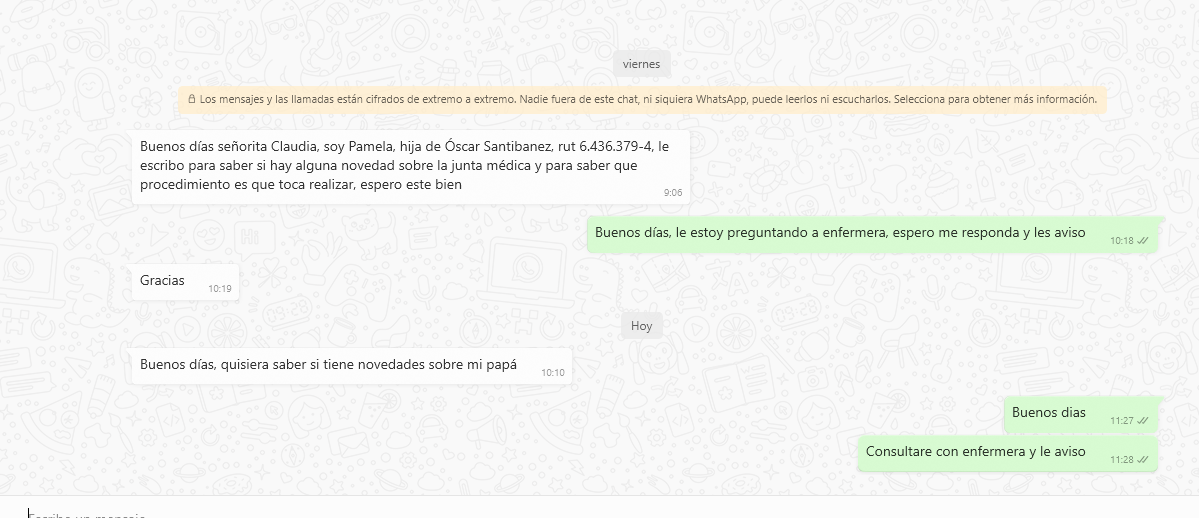 viernes
Los mensajes y las llamadas están cifrados de extremo a extremo. Nadie fuera de este chat, ni siquiera WhatsApp, puede leerlos ni escucharlos. Selecciona para obtener más información.
Buenos días señorita Claudia, soy Pamela, hija de Óscar Santibanez, rut 6.436.379-4, le
escribo para saber si hay alguna novedad sobre la junta médica y para saber que
procedimiento es que toca realizar, espero este bien
9:06
Buenos días, le estoy preguntando a enfermera, espero me responda y les aviso
10:18
Gracias
10:19
Hoy
Buenos días, quisiera saber si tiene novedades sobre mi papá
10:10
Buenos dias
11:27
Consultare con enfermera y le aviso
11:28
Escribe un mensaje